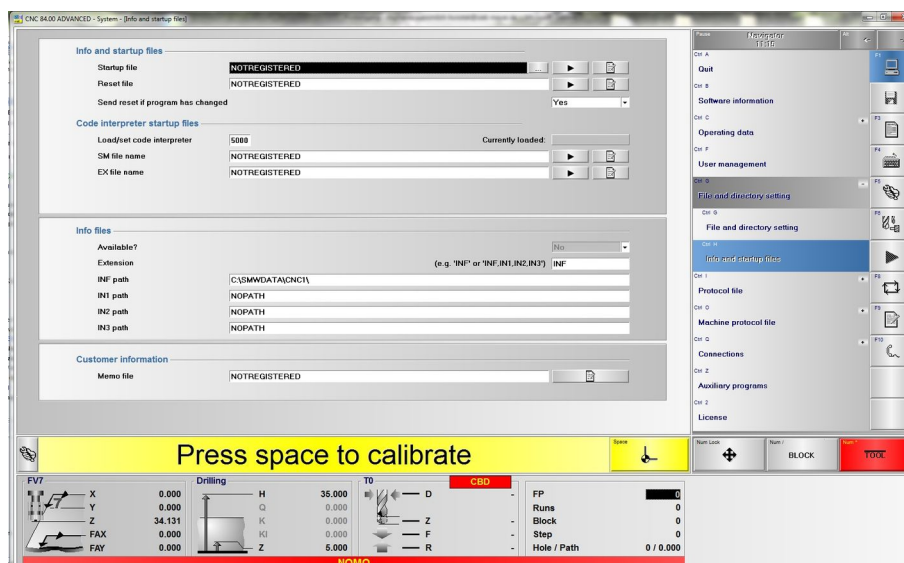 CNC 84.00 ADVANCED - System - [Info and startup files]
Info and startup files
Startup file NOTREGISTERED ...
Reset file NOTREGISTERED
Send reset if program has changed Yes
Code interpreter startup files
Load/set code interpreter 5000 Currently loaded:
SM file name NOTREGISTERED
EX file name NOTREGISTERED
Info files
Available? No
Extension (e.g. 'INF' or 'INF,IN1,IN2,IN3') INF
INF path C:\SMWDATA\CNC1\
IN1 path NOPATH
IN2 path NOPATH
IN3 path NOPATH
Customer information
Memo file NOTREGISTERED
Pause Navigator Alt
11:15
Ctrl A F1
Quit
Ctrl B
Software information
Ctrl C F3
Operating data
Ctrl F F4
User management
Ctrl G F5
File and directory setting
Ctrl G F6
File and directory setting
Ctrl H
Info and startup files
Ctrl I F8
Protocol file
Ctrl O F9
Machine protocol file
Ctrl Q F10
Connections
Ctrl Z
Auxiliary programs
Ctrl 2
License
Press space to calibrate
Space
Num Lock
Num /
BLOCK
Num *
TOOL
FV7
X 0.000
Y 0.000
Z 34.131
FAX 0.000
FAY 0.000
Drilling
H 35.000
Q 0.000
K 0.000
KI 0.000
Z 5.000
T0 CBD
D -
Z -
F -
R -
FP 0
Runs 0
Block 0
Step 0
Hole / Path 0 / 0.000
NOMO